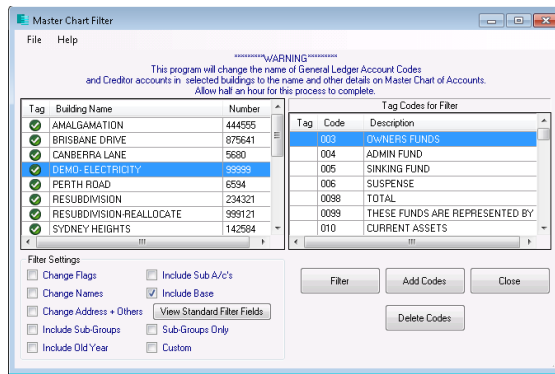 Master Chart Filter
File Help
**********WARNING**********
This program will change the name of General Ledger Account Codes
and Creditor accounts in selected buildings to the name and other details on Master Chart of Accounts.
Allow half an hour for this process to complete.
Tag Building Name Number
AMALGAMATION 444555
BRISBANE DRIVE 875641
CANBERRA LANE 5680
DEMO- ELECTRICITY 99999
PERTH ROAD 6594
RESUBDIVISION 234321
RESUBDIVISION-REALLOCATE 999121
SYDNEY HEIGHTS 142584
Tag Codes for Filter
Tag Code Description
003 OWNERS FUNDS
004 ADMIN FUND
005 SINKING FUND
006 SUSPENSE
0098 TOTAL
0099 THESE FUNDS ARE REPRESENTED BY
010 CURRENT ASSETS
Filter Settings
Change Flags Include Sub A/c's
Change Names Include Base
Change Address + Others View Standard Filter Fields
Include Sub-Groups Sub-Groups Only
Include Old Year Custom
Filter Add Codes Close
Delete Codes